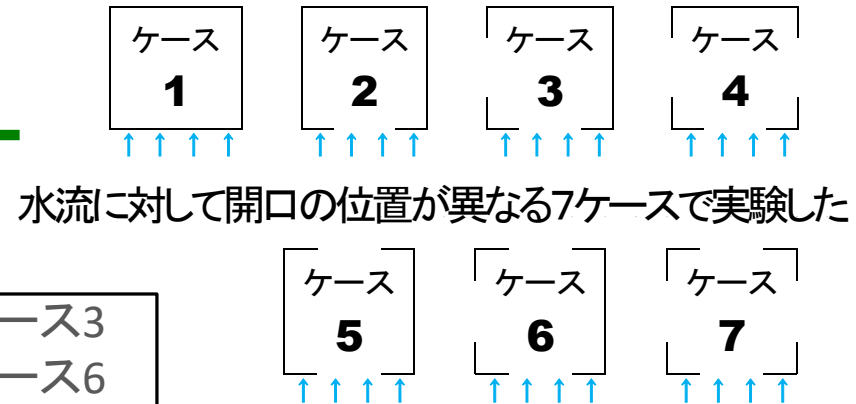 ケース ケース ケース ケース
1 2 3 4
水流に対して開口の位置が異なる7ケースで実験した
ケース ケース ケース
5 6 7
ース3
ース6